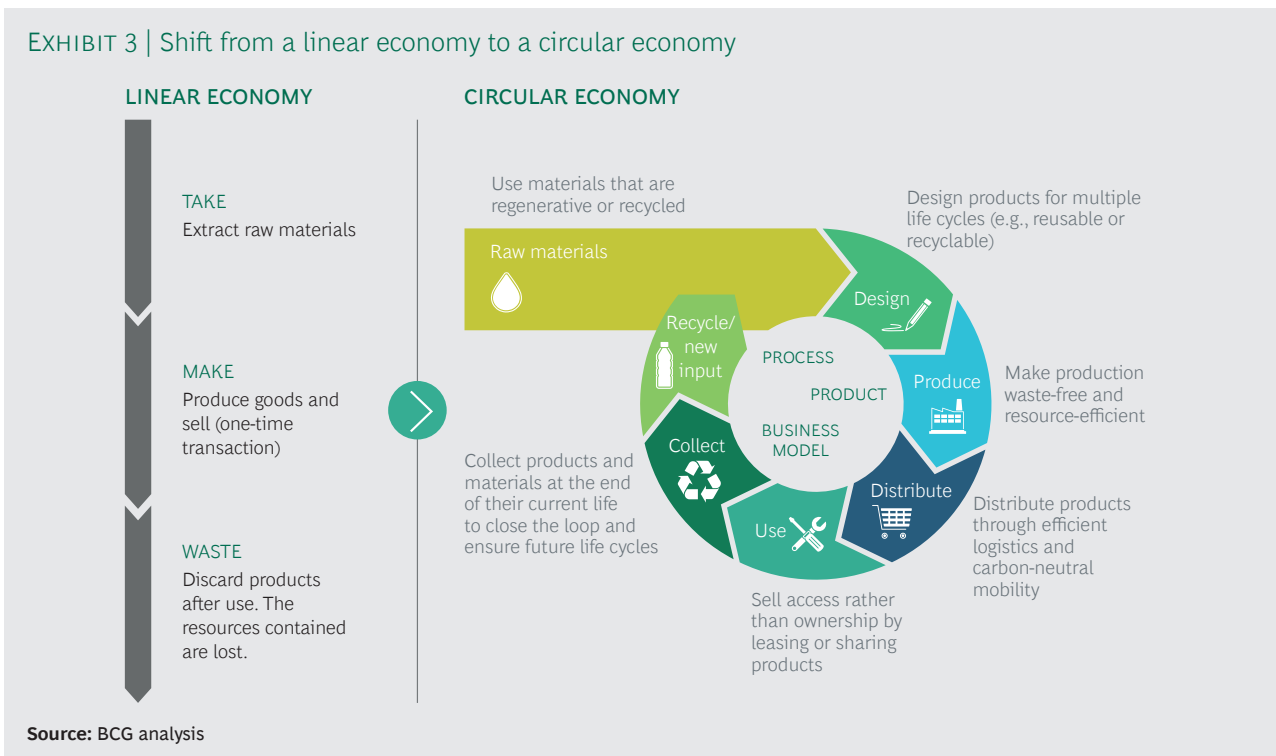 EXHIBIT 3 | Shift from a linear economy to a circular economy
LINEAR ECONOMY
TAKE
Extract raw materials
MAKE
Produce goods and
sell (one-time
transaction)
WASTE
Discard products
after use. The
resources contained
are lost.
CIRCULAR ECONOMY
Use materials that are
regenerative or recycled
Raw materials
Design products for multiple
life cycles (e.g., reusable or
recyclable)
Design
Make production
waste-free and
resource-efficient
Produce
Distribute
Distribute products
through efficient
logistics and
carbon-neutral
mobility
Use
Sell access rather
than ownership by
leasing or sharing
products
Collect
Collect products and
materials at the end
of their current life
to close the loop and
ensure future life cycles
Recycle/
new
input
PROCESS
PRODUCT
BUSINESS
MODEL
Source: BCG analysis